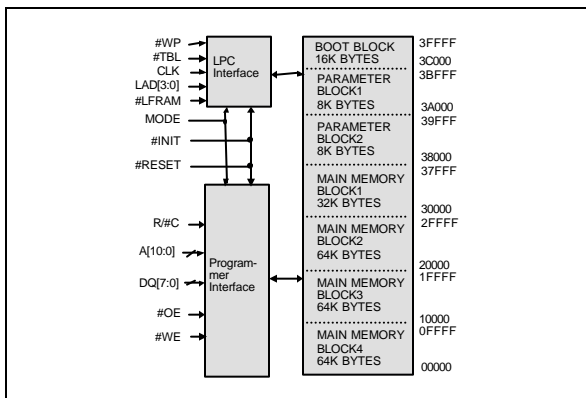 #WP
#TBL
CLK
LAD[3:0]
#LFRAM
MODE
#INIT
#RESET
R/#C
A[10:0]
DQ[7:0]
#OE
#WE
LPC
Interface
Program-
mer
Interface
BOOT BLOCK
16K BYTES
PARAMETER
BLOCK1
8K BYTES
PARAMETER
BLOCK2
8K BYTES
MAIN MEMORY
BLOCK1
32K BYTES
MAIN MEMORY
BLOCK2
64K BYTES
MAIN MEMORY
BLOCK3
64K BYTES
MAIN MEMORY
BLOCK4
64K BYTES
3FFFF
3C000
3BFFF
3A000
39FFF
38000
37FFF
30000
2FFFF
20000
1FFFF
10000
0FFFF
00000